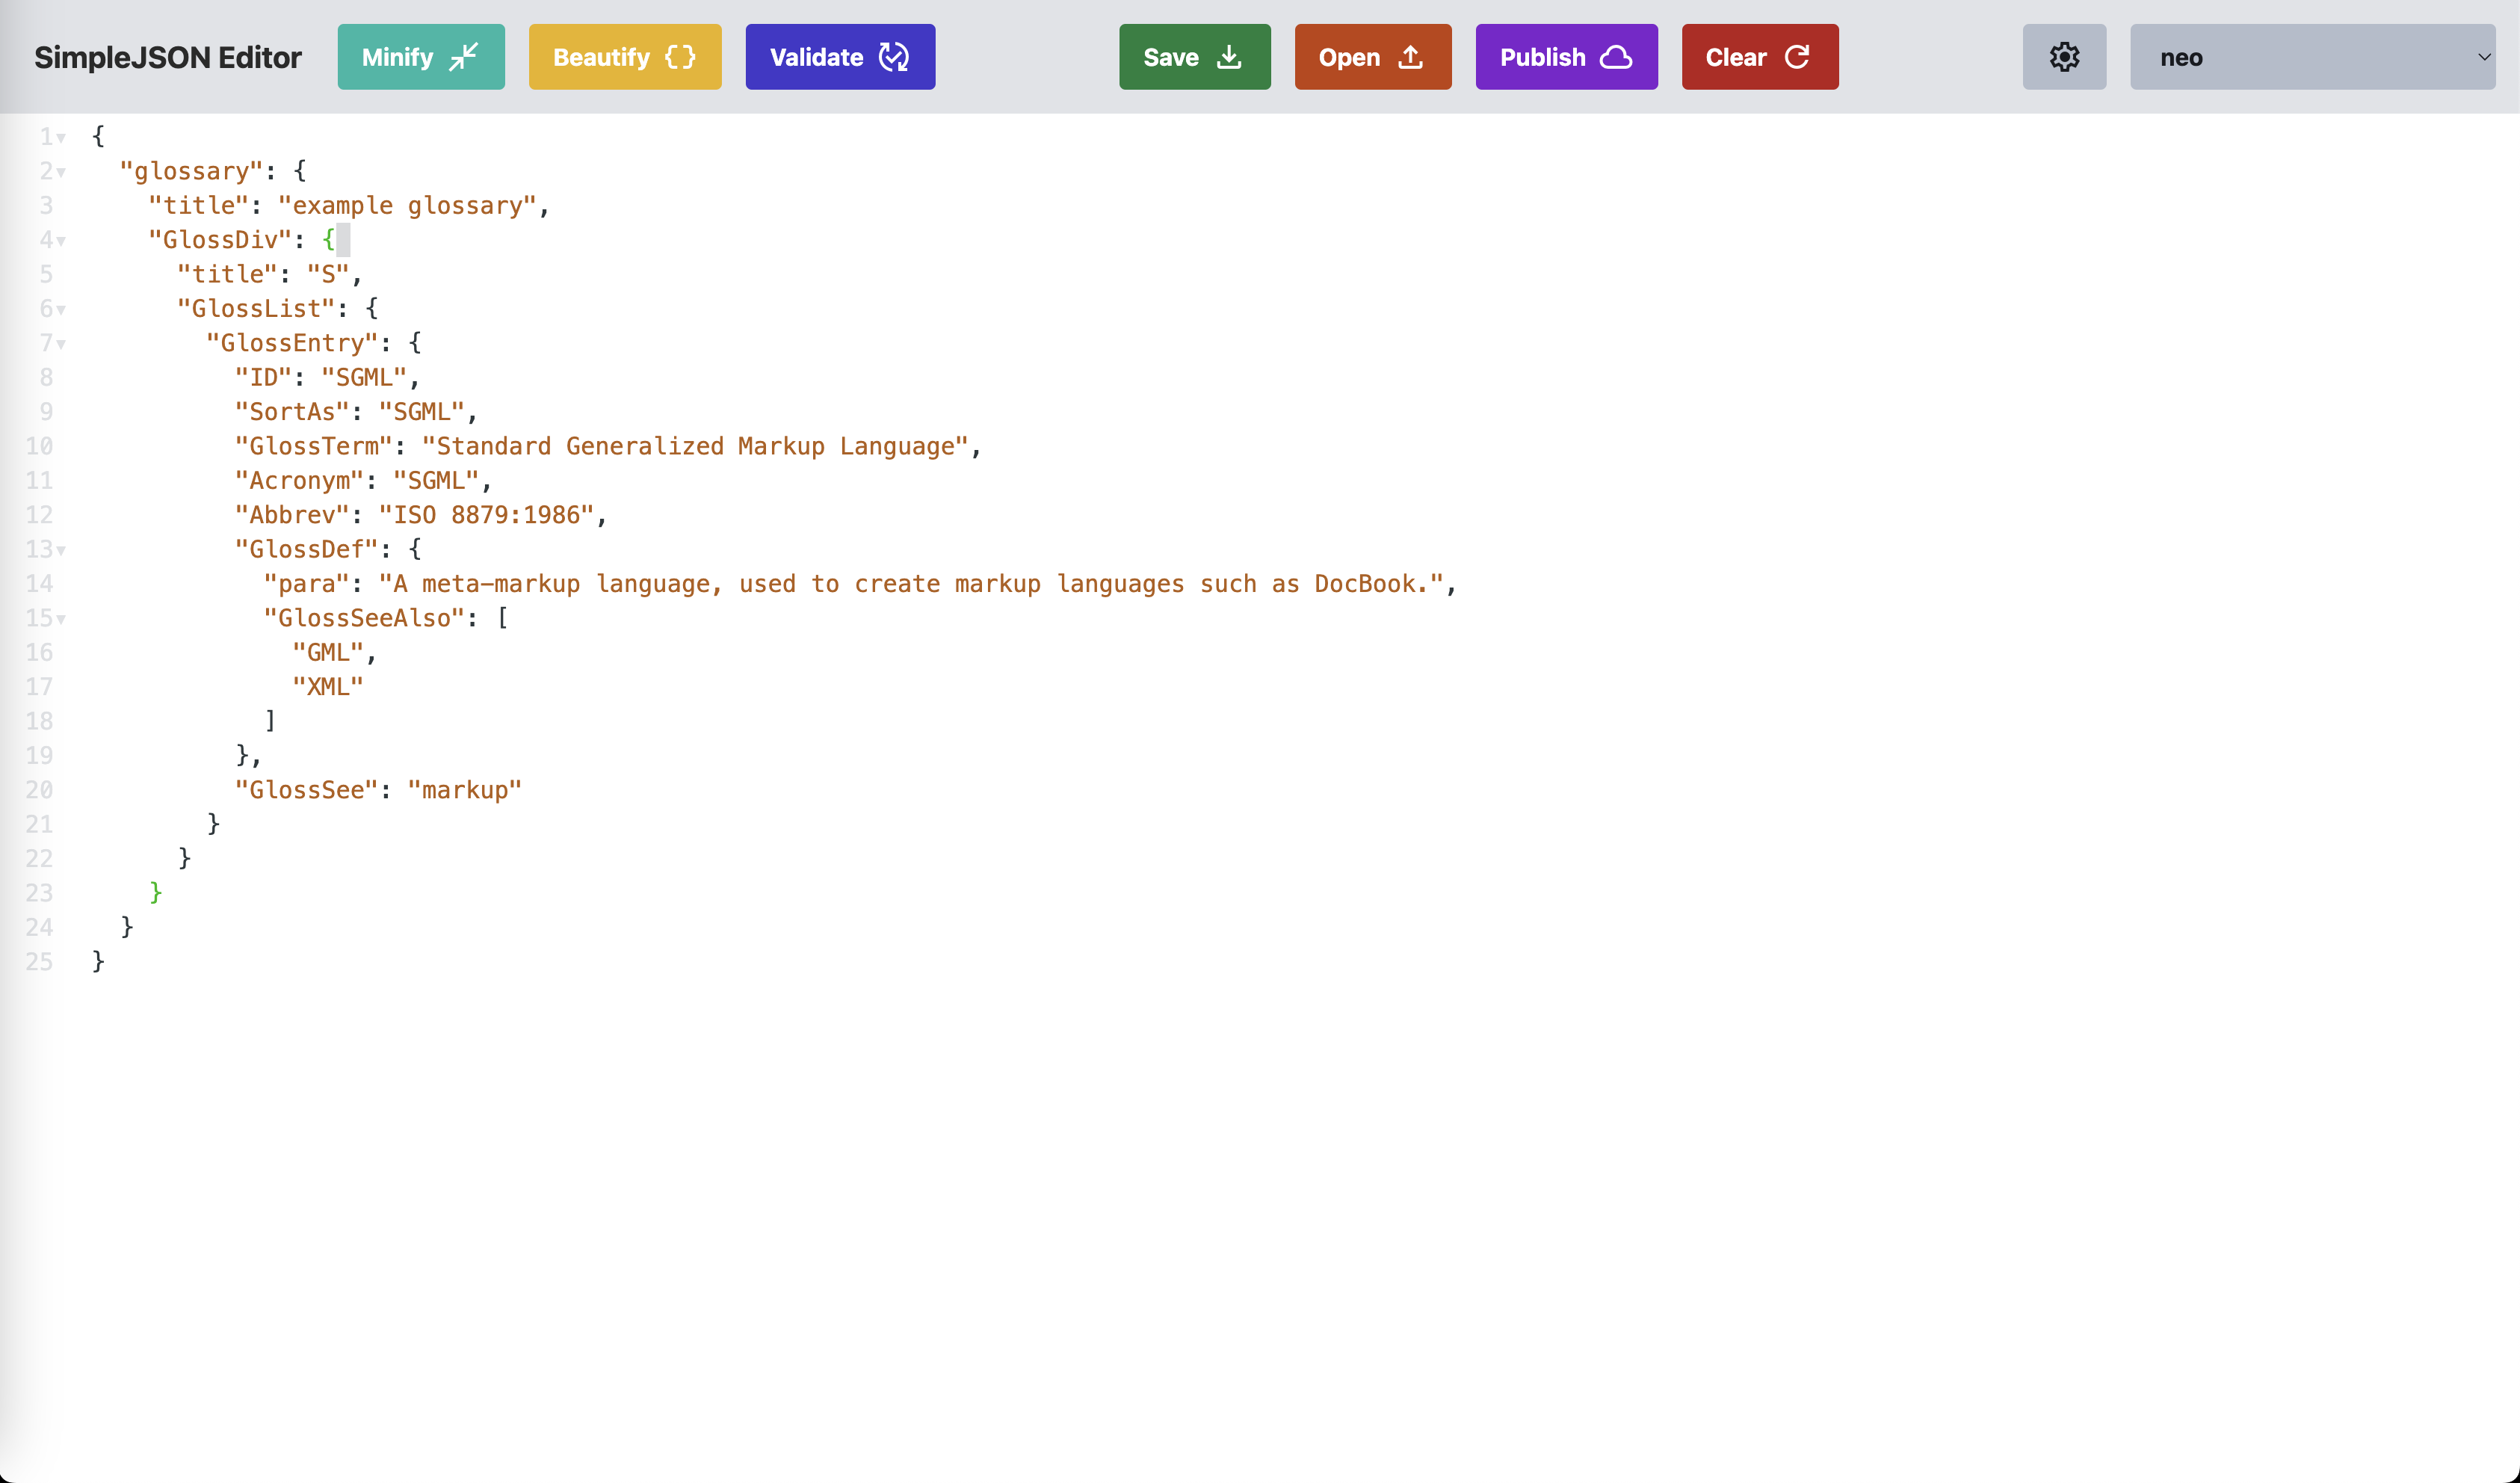 SimpleJSON Editor Minify Beautify {} Validate Save Open Publish Clear neo
1 {
2   "glossary": {
3     "title": "example glossary",
4     "GlossDiv": {
5       "title": "S",
6       "GlossList": {
7         "GlossEntry": {
8           "ID": "SGML",
9           "SortAs": "SGML",
10           "GlossTerm": "Standard Generalized Markup Language",
11           "Acronym": "SGML",
12           "Abbrev": "ISO 8879:1986",
13           "GlossDef": {
14             "para": "A meta-markup language, used to create markup languages such as DocBook.",
15             "GlossSeeAlso": [
16               "GML",
17               "XML"
18             ]
19           },
20           "GlossSee": "markup"
21         }
22       }
23     }
24   }
25 }